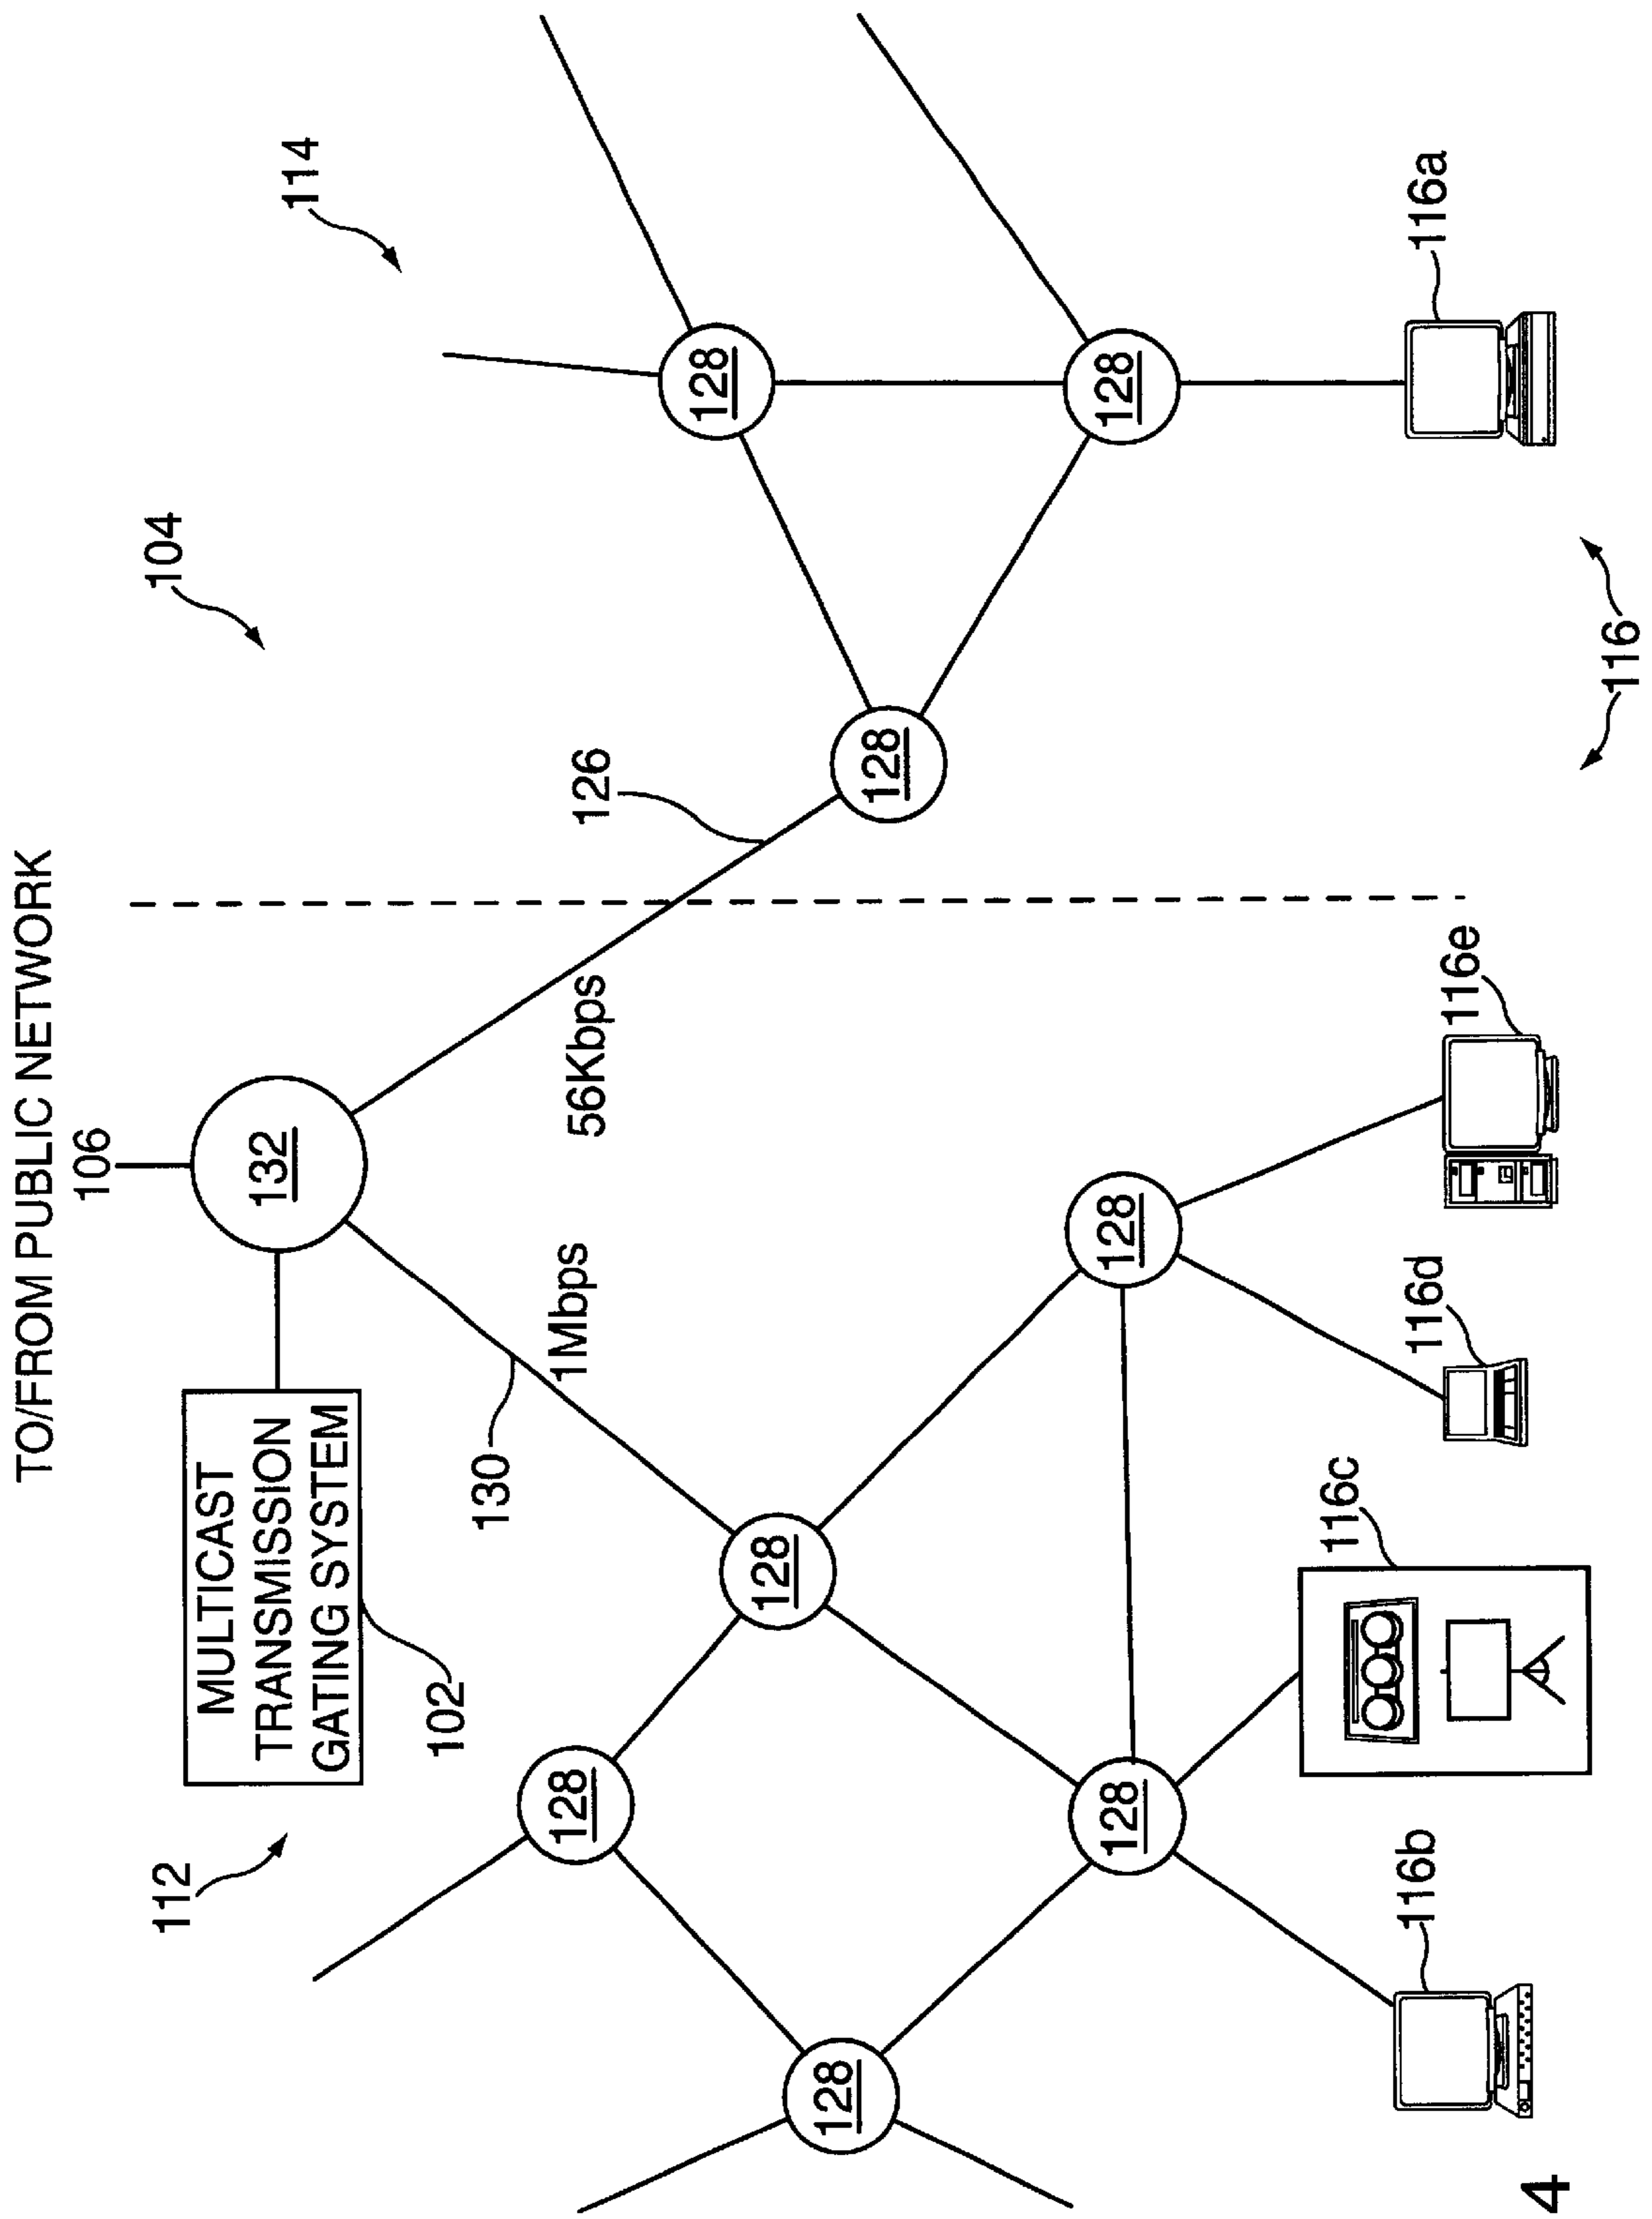 TO/FROM PUBLIC NETWORK
106
104
114
112
MULTICAST
TRANSMISSION
GATING SYSTEM
102
132
130
1Mbps
56Kbps
126
128
128
128
128
128
128
128
128
116b
116c
116d
116e
116
116a
4